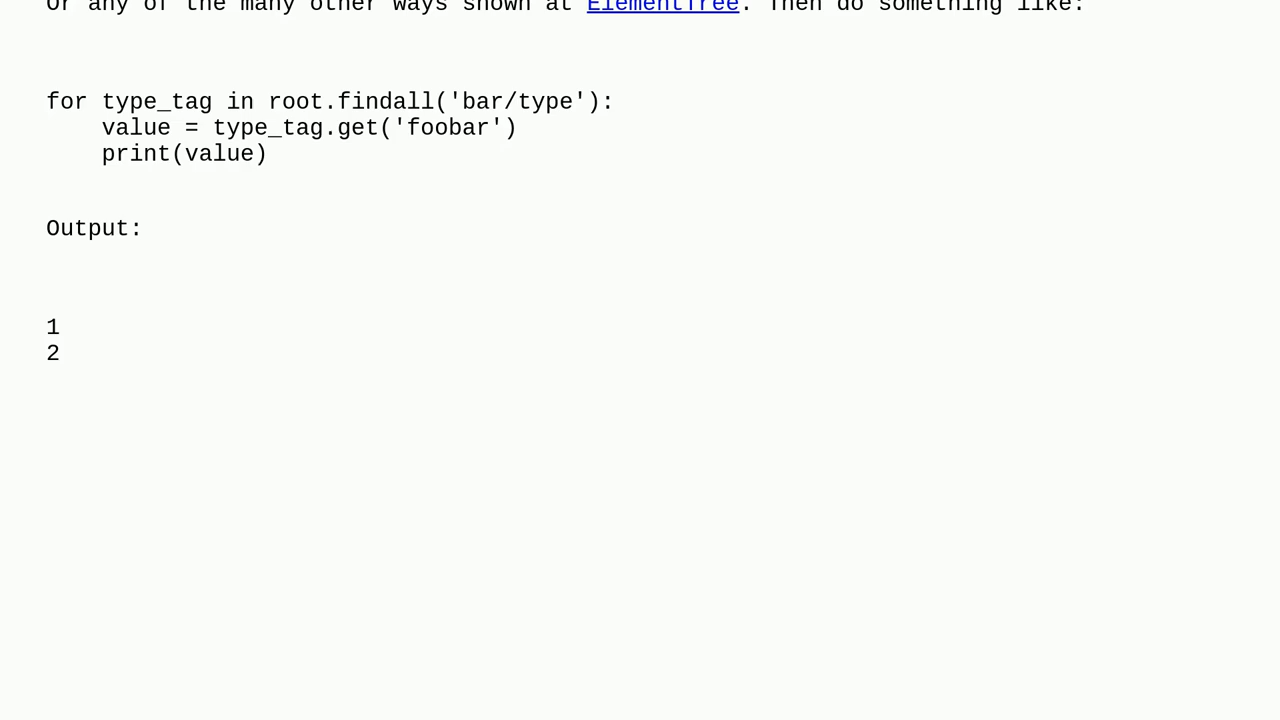 Or any of the many other ways shown at ElementTree. Then do something like:
for type_tag in root.findall('bar/type'):
    value = type_tag.get('foobar')
    print(value)
Output:
1
2